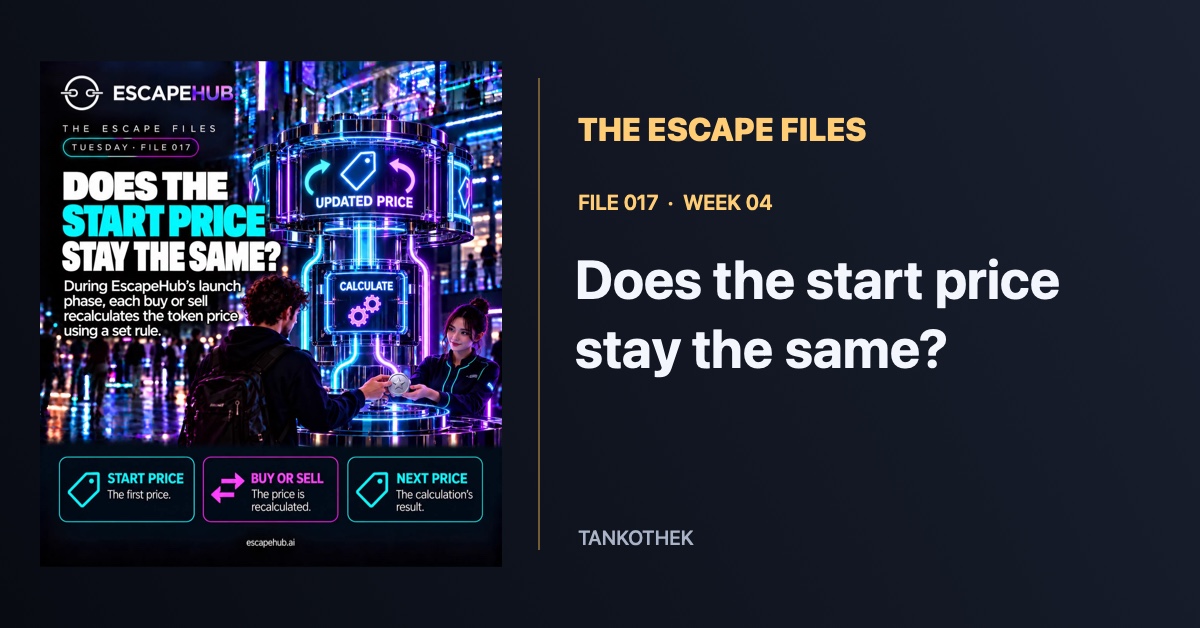 ESCAPEHUB
THE ESCAPE FILES
TUESDAY · FILE 017
DOES THE
START PRICE
STAY THE SAME?
During EscapeHub's launch
phase, each buy or sell
recalculates the token price
using a set rule.
UPDATED PRICE
CALCULATE
START PRICE
The first price.
BUY OR SELL
The price is
recalculated.
NEXT PRICE
The calculation's
result.
escapehub.ai
THE ESCAPE FILES
FILE 017 · WEEK 04
Does the start price
stay the same?
TANKOTHEK